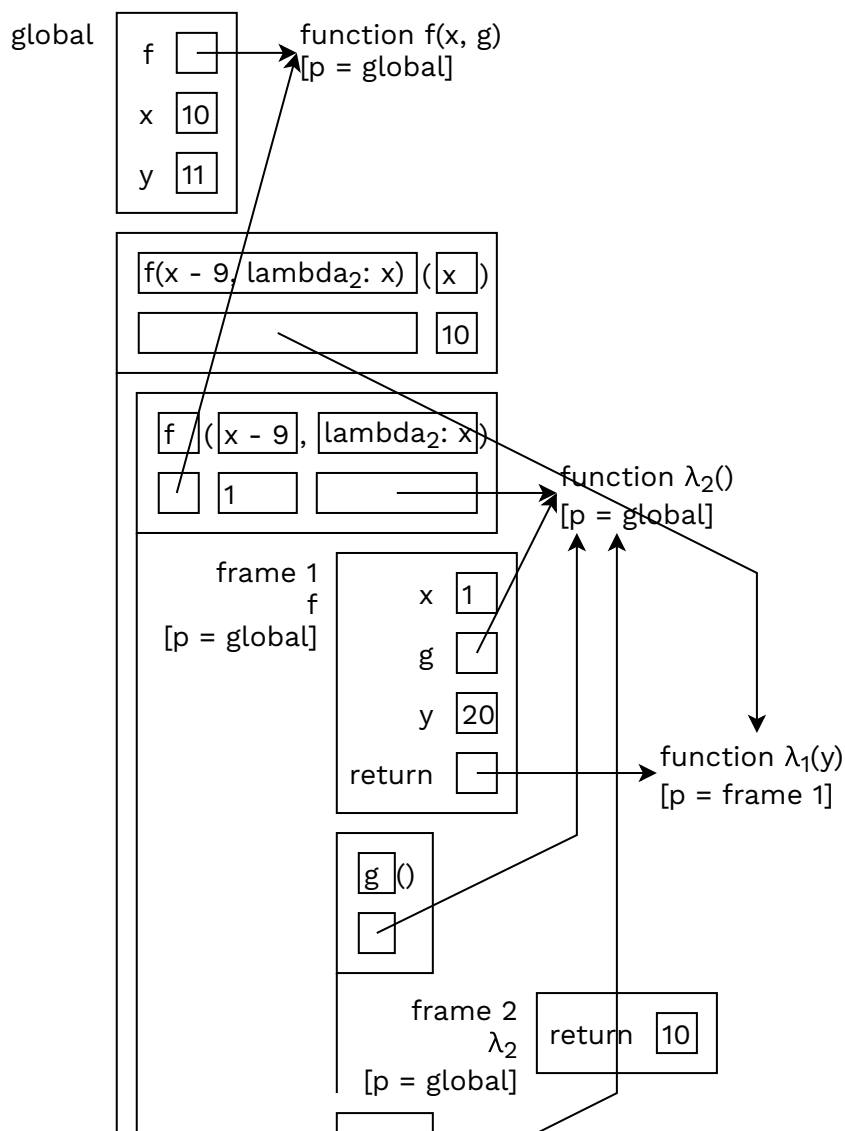 global
f
function f(x, g)
[p = global]
x 10
y 11
f(x - 9, lambda₂: x) ( x )
10
f ( x - 9 , lambda₂: x )
1
function λ₂()
[p = global]
frame 1
f
[p = global]
x 1
g
y 20
return
function λ₁(y)
[p = frame 1]
g ()
frame 2
λ₂
[p = global]
return 10